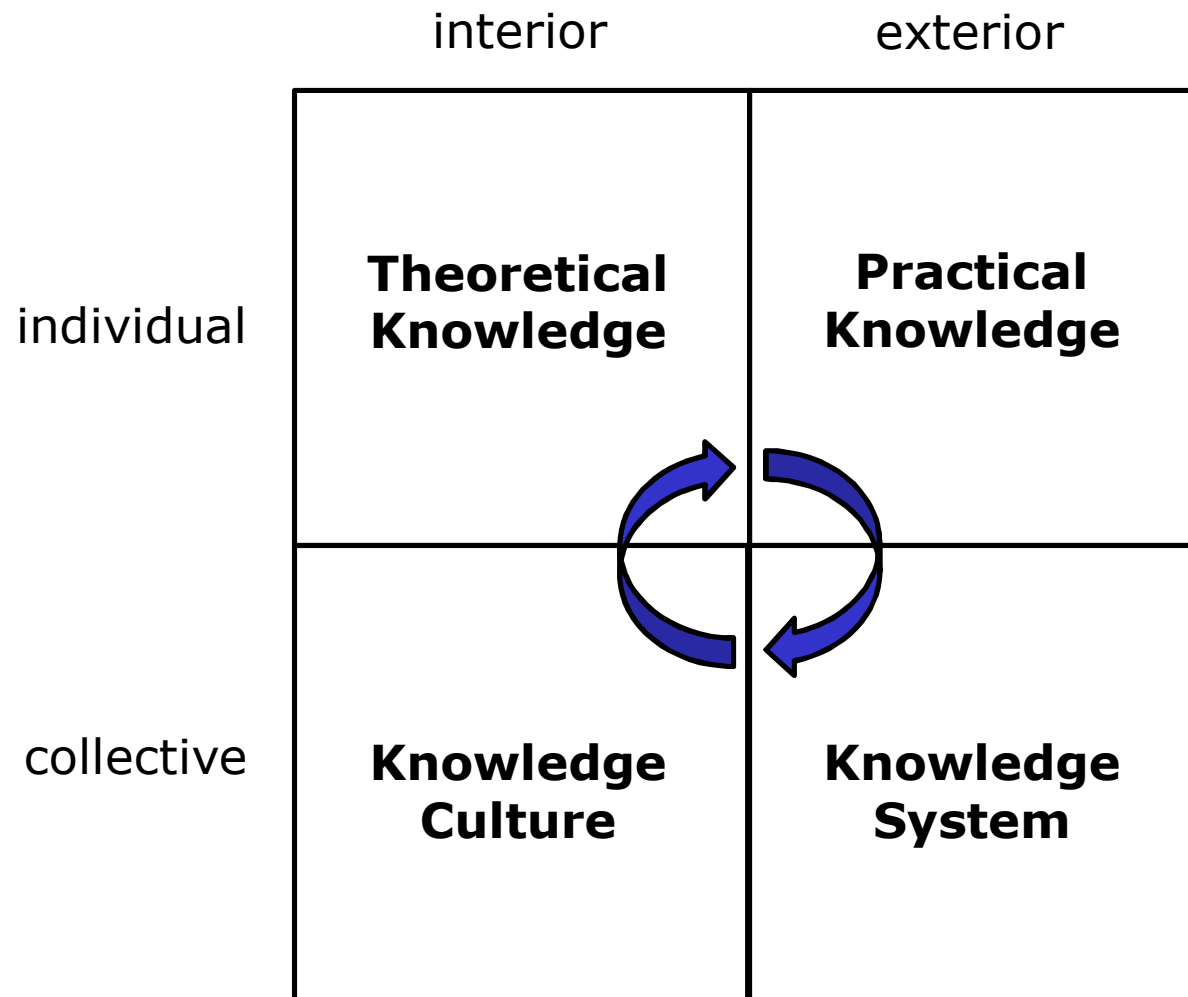 interior exterior
individual
Theoretical
Knowledge
Practical
Knowledge
collective
Knowledge
Culture
Knowledge
System